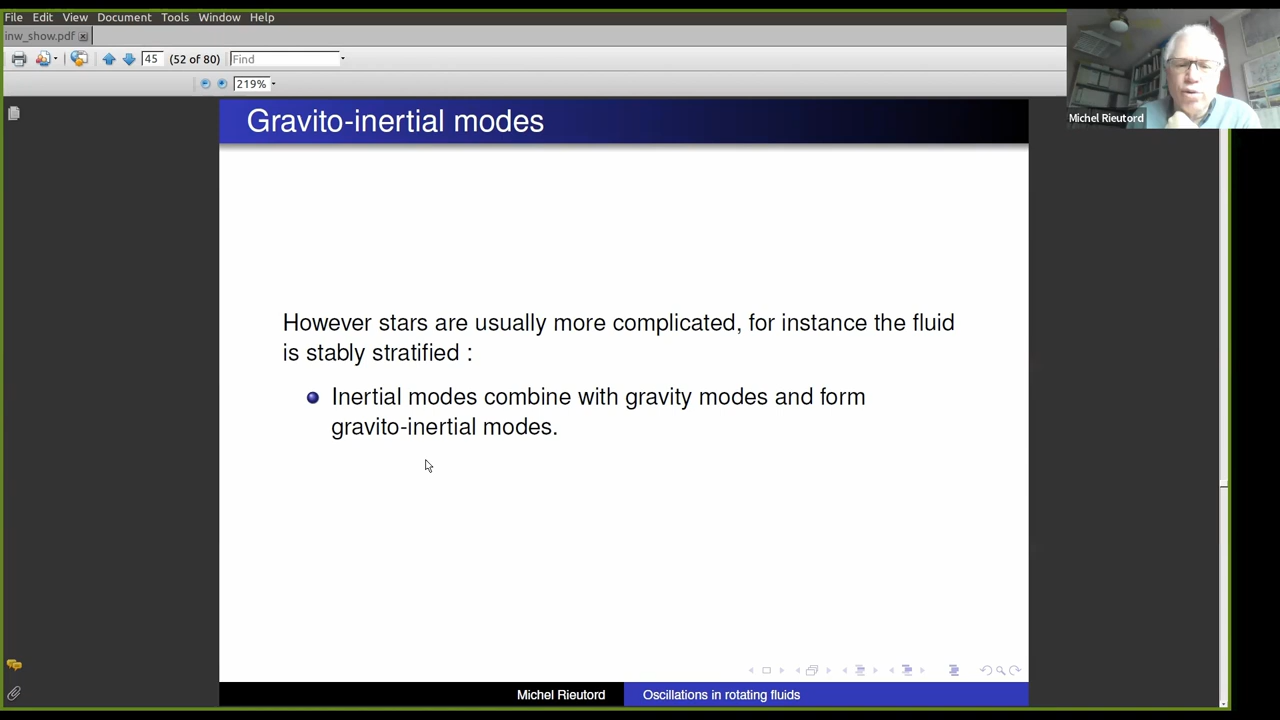 File Edit View Document Tools Window Help
inw_show.pdf
45 (52 of 80) Find
219%
Michel Rieutord
Gravito-inertial modes
However stars are usually more complicated, for instance the fluid
is stably stratified :
Inertial modes combine with gravity modes and form
gravito-inertial modes.
Michel Rieutord Oscillations in rotating fluids